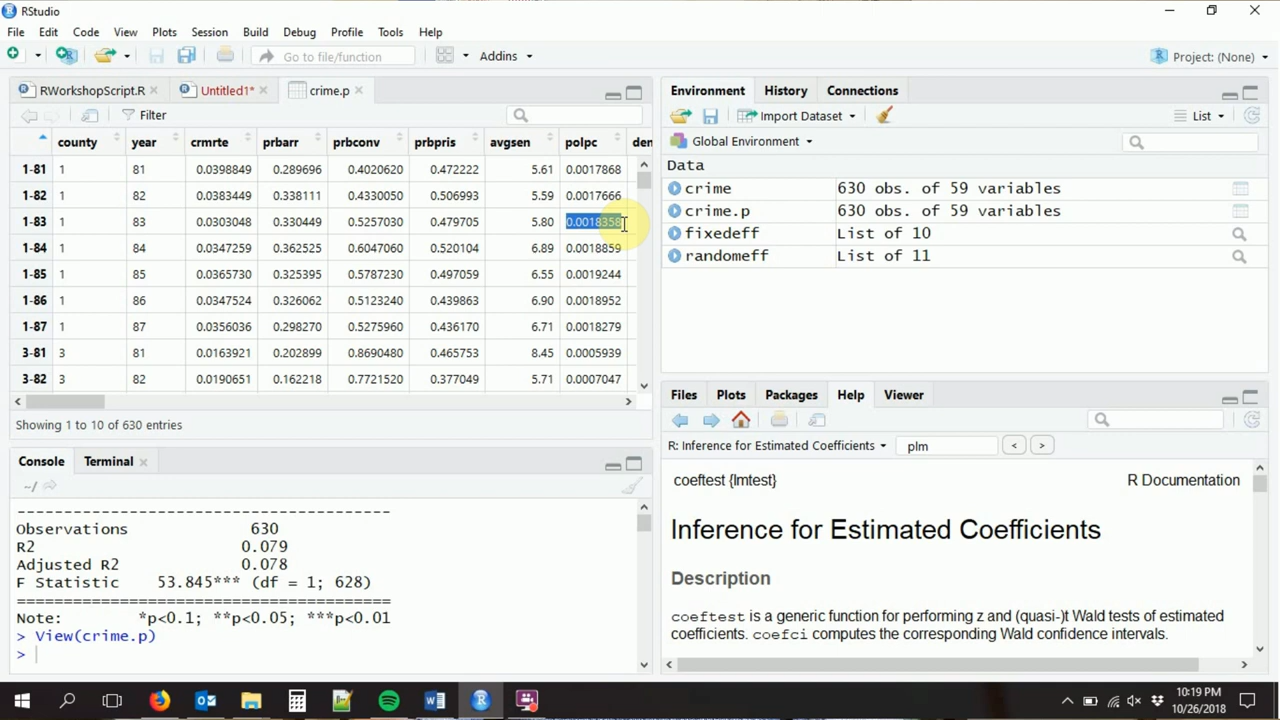 RStudio
File Edit Code View Plots Session Build Debug Profile Tools Help
Go to file/function Addins Project: (None)
RWorkshopScript.R Untitled1* crime.p
Filter
county year crmrte prbarr prbconv prbpris avgsen polpc den
1-81 1 81 0.0398849 0.289696 0.4020620 0.472222 5.61 0.0017868
1-82 1 82 0.0383449 0.338111 0.4330050 0.506993 5.59 0.0017666
1-83 1 83 0.0303048 0.330449 0.5257030 0.479705 5.80 0.0018358
1-84 1 84 0.0347259 0.362525 0.6047060 0.520104 6.89 0.0018859
1-85 1 85 0.0365730 0.325395 0.5787230 0.497059 6.55 0.0019244
1-86 1 86 0.0347524 0.326062 0.5123240 0.439863 6.90 0.0018952
1-87 1 87 0.0356036 0.298270 0.5275960 0.436170 6.71 0.0018279
3-81 3 81 0.0163921 0.202899 0.8690480 0.465753 8.45 0.0005939
3-82 3 82 0.0190651 0.162218 0.7721520 0.377049 5.71 0.0007047
Showing 1 to 10 of 630 entries
Console Terminal
~/
----------------------------------------
Observations 630
R2 0.079
Adjusted R2 0.078
F Statistic 53.845*** (df = 1; 628)
========================================
Note: *p<0.1; **p<0.05; ***p<0.01
> View(crime.p)
>
Environment History Connections
Import Dataset List
Global Environment
Data
crime 630 obs. of 59 variables
crime.p 630 obs. of 59 variables
fixedeff List of 10
randomeff List of 11
Files Plots Packages Help Viewer
R: Inference for Estimated Coefficients plm < >
coeftest {lmtest} R Documentation
Inference for Estimated Coefficients
Description
coeftest is a generic function for performing z and (quasi-)t Wald tests of estimated
coefficients. coefci computes the corresponding Wald confidence intervals.
10:19 PM
10/26/2018